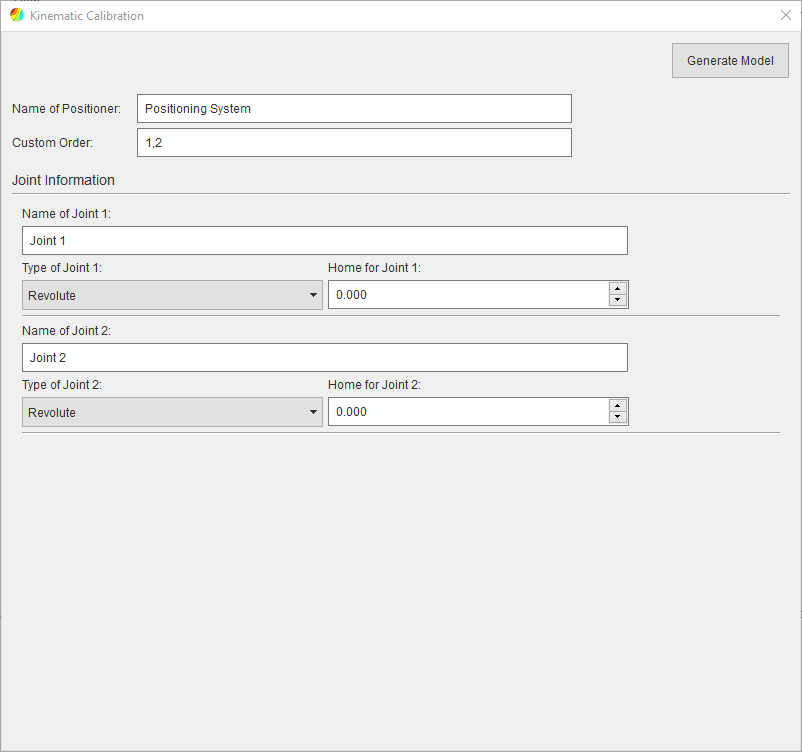 Kinematic Calibration
Generate Model
Name of Positioner: Positioning System
Custom Order: 1,2
Joint Information
Name of Joint 1:
Joint 1
Type of Joint 1: Home for Joint 1:
Revolute 0.000
Name of Joint 2:
Joint 2
Type of Joint 2: Home for Joint 2:
Revolute 0.000